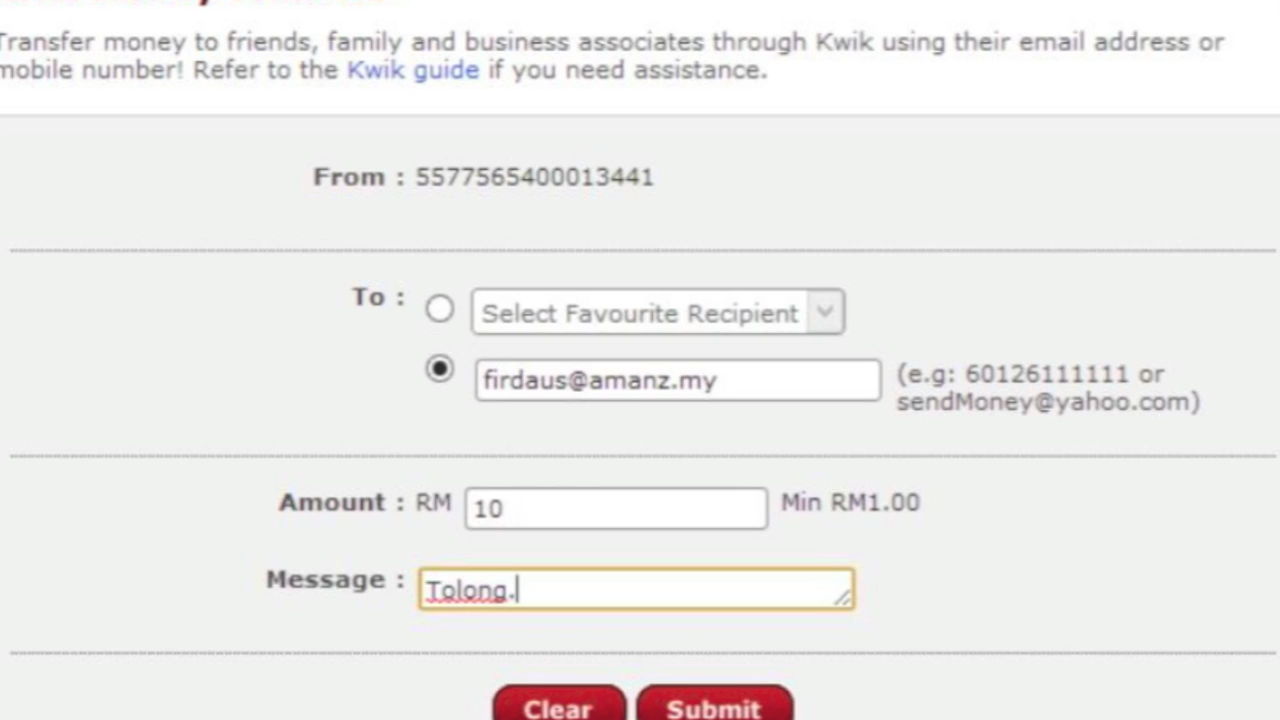 Transfer money to friends, family and business associates through Kwik using their email address or
mobile number! Refer to the Kwik guide if you need assistance.
From : 5577565400013441
To :
Select Favourite Recipient
firdaus@amanz.my (e.g: 60126111111 or
sendMoney@yahoo.com)
Amount : RM 10 Min RM1.00
Message : Tolong.
Clear Submit